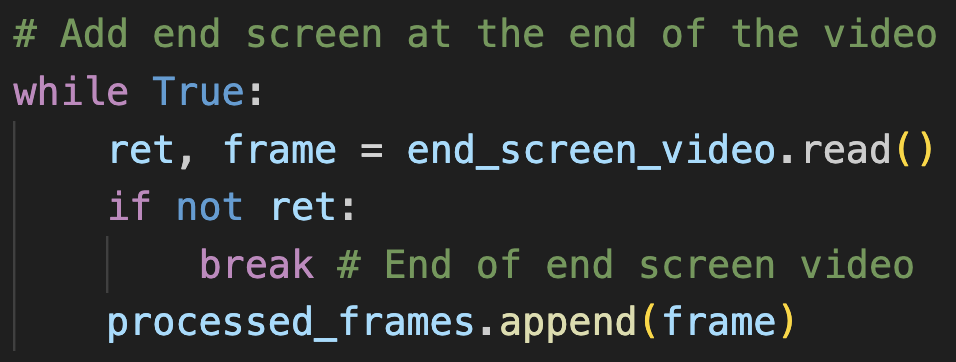 # Add end screen at the end of the video
while True:
    ret, frame = end_screen_video.read()
    if not ret:
        break # End of end screen video
    processed_frames.append(frame)